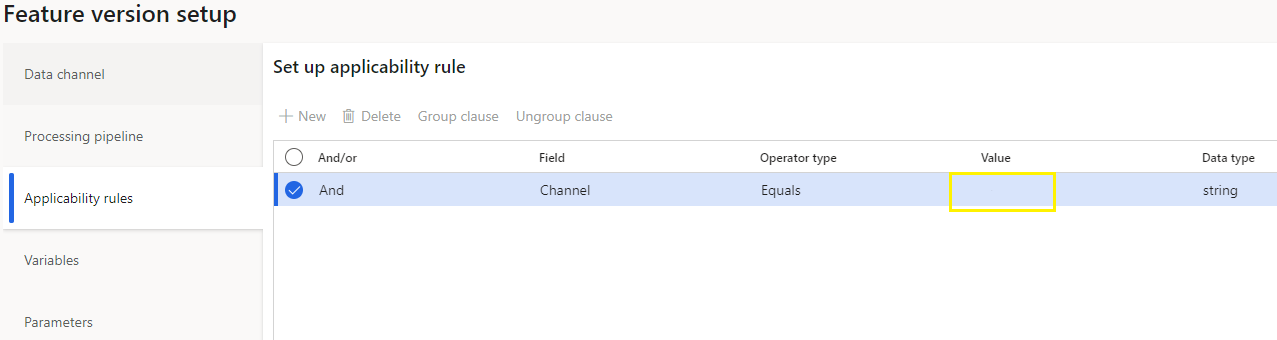 Feature version setup
Data channel
Processing pipeline
Applicability rules
Variables
Parameters
Set up applicability rule
New Delete Group clause Ungroup clause
And/or Field Operator type Value Data type
And Channel Equals string